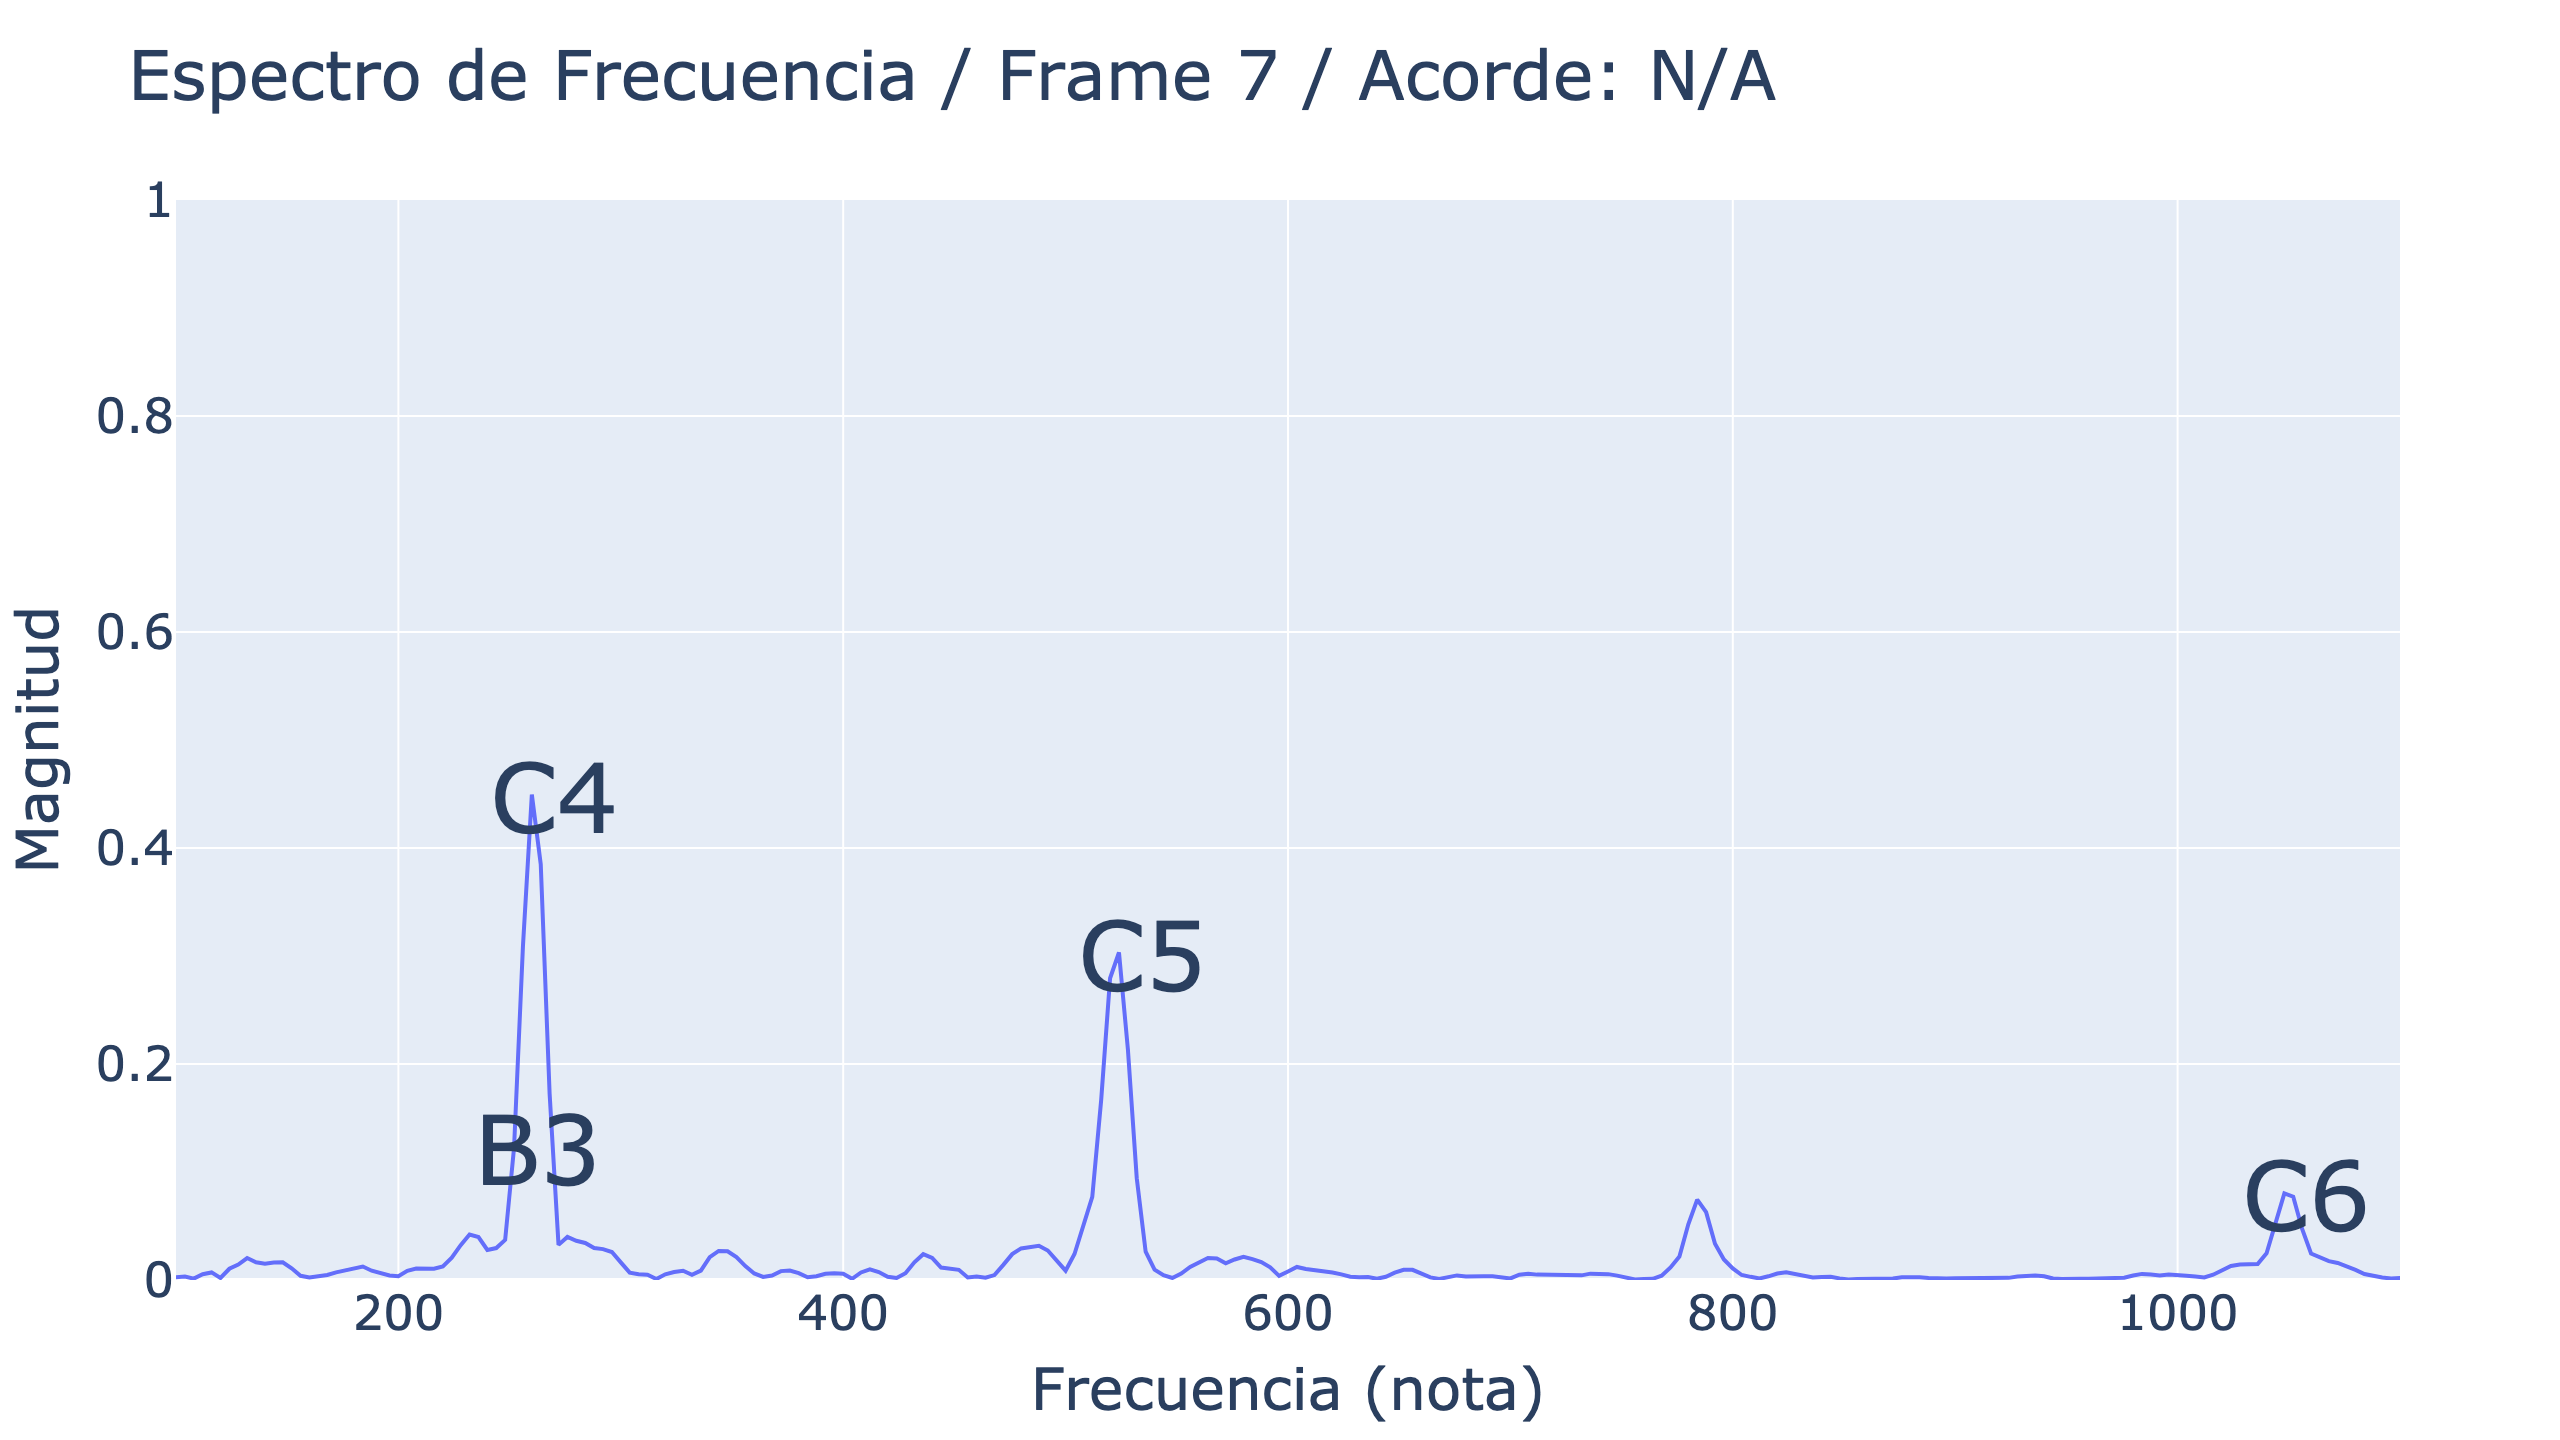 Espectro de Frecuencia / Frame 7 / Acorde: N/A
1
0.8
0.6
0.4
0.2
0
Magnitud
C4
C5
B3
C6
200 400 600 800 1000
Frecuencia (nota)